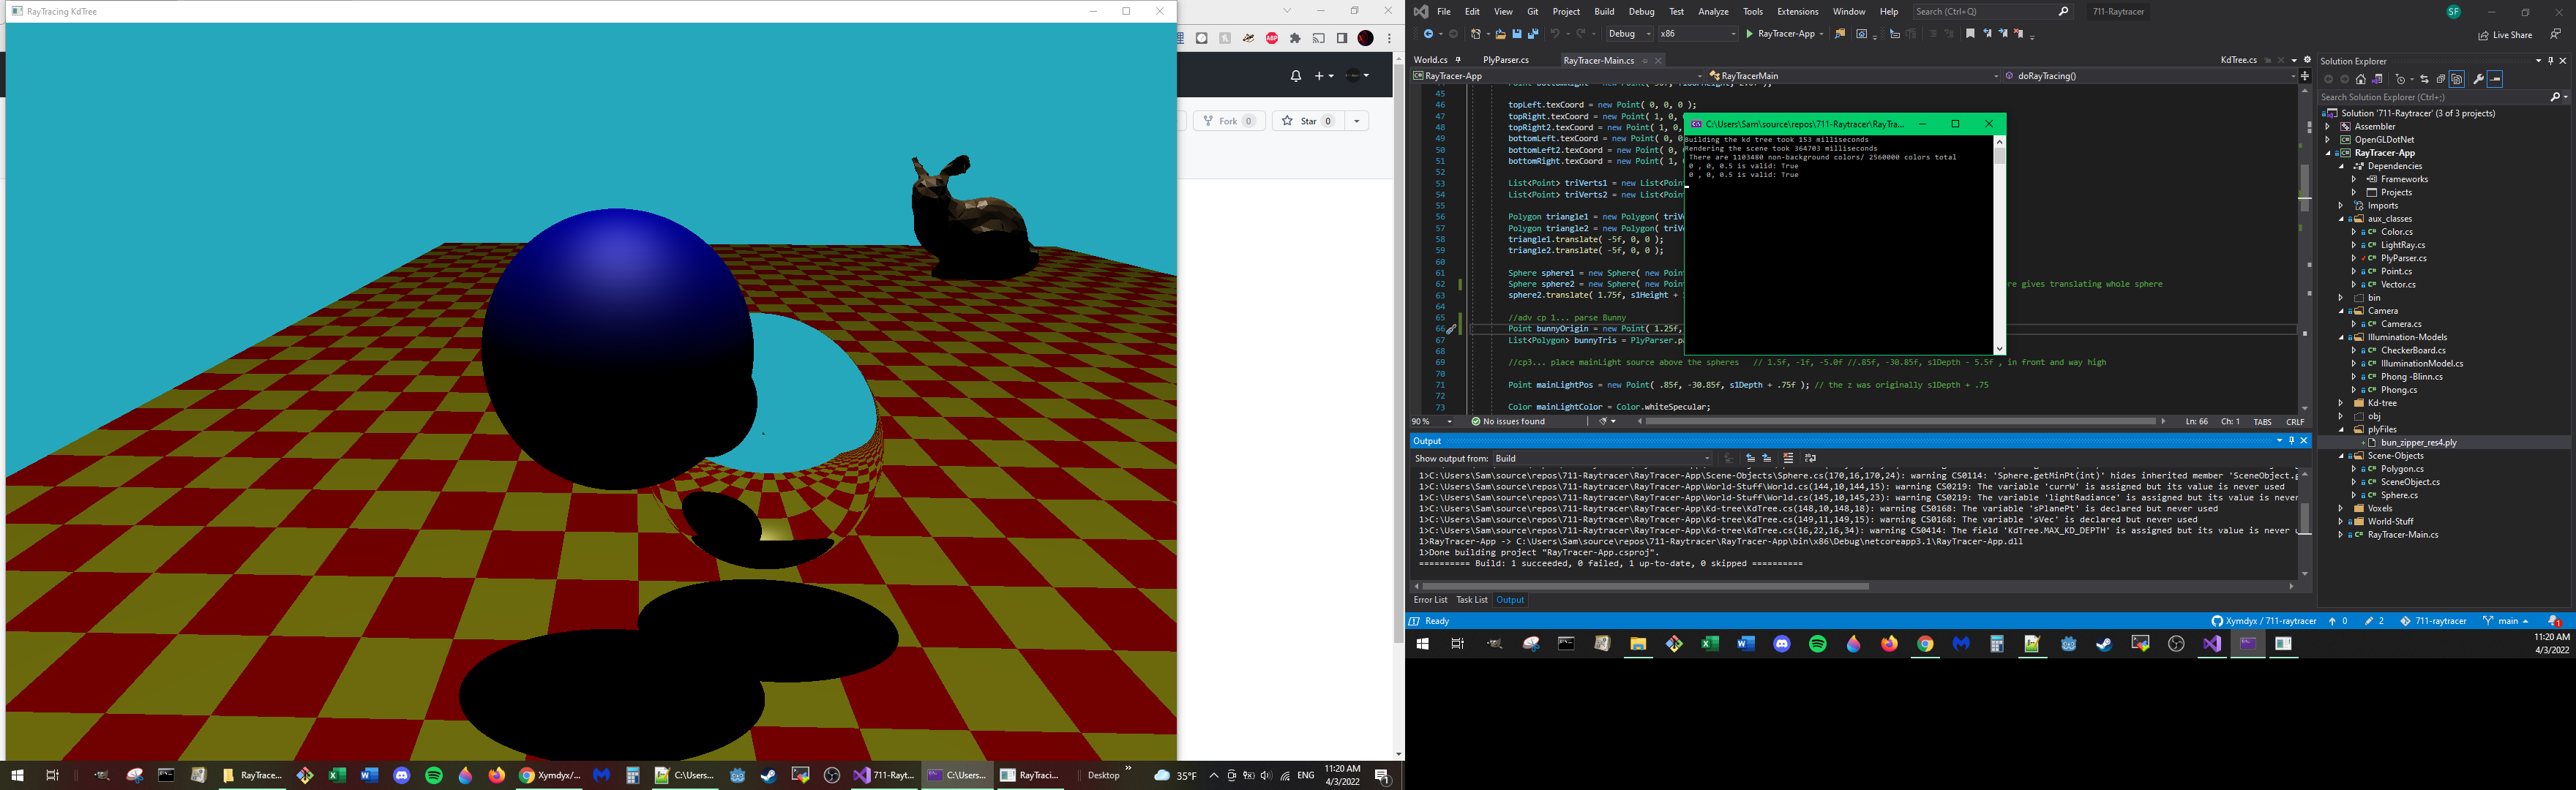 RayTracing KdTree
Fork 0
Star 0
File Edit View Git Project Build Debug Test Analyze Tools Extensions Window Help Search (Ctrl+Q) 711-Raytracer SF
Debug x86 RayTracer-App Live Share
World.cs PlyParser.cs RayTracer-Main.cs KdTree.cs
RayTracer-App RayTracerMain doRayTracing()
45
46 topLeft.texCoord = new Point( 0, 0, 0 );
47 topRight.texCoord = new Point( 1, 0,
48 topRight2.texCoord = new Point( 1, 0,
49 bottomLeft.texCoord = new Point( 0, 0
50 bottomLeft2.texCoord = new Point( 0,
51 bottomRight.texCoord = new Point( 1,
52
53 List<Point> triVerts1 = new List<Poin
54 List<Point> triVerts2 = new List<Poin
55
56 Polygon triangle1 = new Polygon( triV
57 Polygon triangle2 = new Polygon( triV
58 triangle1.translate( -5f, 0, 0 );
59 triangle2.translate( -5f, 0, 0 );
60
61 Sphere sphere1 = new Sphere( new Poin
62 Sphere sphere2 = new Sphere( new Poin re gives translating whole sphere
63 sphere2.translate( 1.75f, s1Height +
64
65 //adv cp 1... parse Bunny
66 Point bunnyOrigin = new Point( 1.25f,
67 List<Polygon> bunnyTris = PlyParser.p
68
69 //cp3... place mainLight source above the spheres // 1.5f, -1f, -5.0f //.85f, -30.85f, s1Depth - 5.5f , in front and way high
70
71 Point mainLightPos = new Point( .85f, -30.85f, s1Depth + .75f ); // the z was originally s1Depth + .75
72
73 Color mainLightColor = Color.whiteSpecular;
C:\Users\Sam\source\repos\711-Raytracer\RayTra...
Building the kd tree took 153 milliseconds
Rendering the scene took 364703 milliseconds
There are 1103480 non-background colors/ 2560000 colors total
0 , 0, 0.5 is valid: True
0 , 0, 0.5 is valid: True
90 % No issues found Ln: 66 Ch: 1 TABS CRLF
Output
Show output from: Build
1>C:\Users\Sam\source\repos\711-Raytracer\RayTracer-App\Scene-Objects\Sphere.cs(170,16,170,24): warning CS0114: 'Sphere.getMinPt(int)' hides inherited member 'SceneObject.g
1>C:\Users\Sam\source\repos\711-Raytracer\RayTracer-App\World-Stuff\World.cs(144,10,144,15): warning CS0219: The variable 'currW' is assigned but its value is never used
1>C:\Users\Sam\source\repos\711-Raytracer\RayTracer-App\World-Stuff\World.cs(145,10,145,23): warning CS0219: The variable 'lightRadiance' is assigned but its value is never
1>C:\Users\Sam\source\repos\711-Raytracer\RayTracer-App\Kd-tree\KdTree.cs(148,10,148,18): warning CS0168: The variable 'sPlanePt' is declared but never used
1>C:\Users\Sam\source\repos\711-Raytracer\RayTracer-App\Kd-tree\KdTree.cs(149,11,149,15): warning CS0168: The variable 'sVec' is declared but never used
1>C:\Users\Sam\source\repos\711-Raytracer\RayTracer-App\Kd-tree\KdTree.cs(16,22,16,34): warning CS0414: The field 'KdTree.MAX_KD_DEPTH' is assigned but its value is never
1>RayTracer-App -> C:\Users\Sam\source\repos\711-Raytracer\RayTracer-App\bin\x86\Debug\netcoreapp3.1\RayTracer-App.dll
1>Done building project "RayTracer-App.csproj".
========== Build: 1 succeeded, 0 failed, 1 up-to-date, 0 skipped ==========
Error List Task List Output
Ready Xymdyx / 711-raytracer 0 2 711-raytracer main 1
Solution Explorer
Search Solution Explorer (Ctrl+;)
Solution '711-Raytracer' (3 of 3 projects)
Assembler
OpenGLDotNet
RayTracer-App
Dependencies
Frameworks
Projects
Imports
aux_classes
Color.cs
LightRay.cs
PlyParser.cs
Point.cs
Vector.cs
bin
Camera
Camera.cs
Illumination-Models
CheckerBoard.cs
IlluminationModel.cs
Phong -Blinn.cs
Phong.cs
Kd-tree
obj
plyFiles
bun_zipper_res4.ply
Scene-Objects
Polygon.cs
SceneObject.cs
Sphere.cs
Voxels
World-Stuff
RayTracer-Main.cs
11:20 AM
4/3/2022
RayTrace... Xymdyx/... C:\Users... 711-Rayt... C:\Users... RayTraci... Desktop 35°F ENG 11:20 AM
4/3/2022